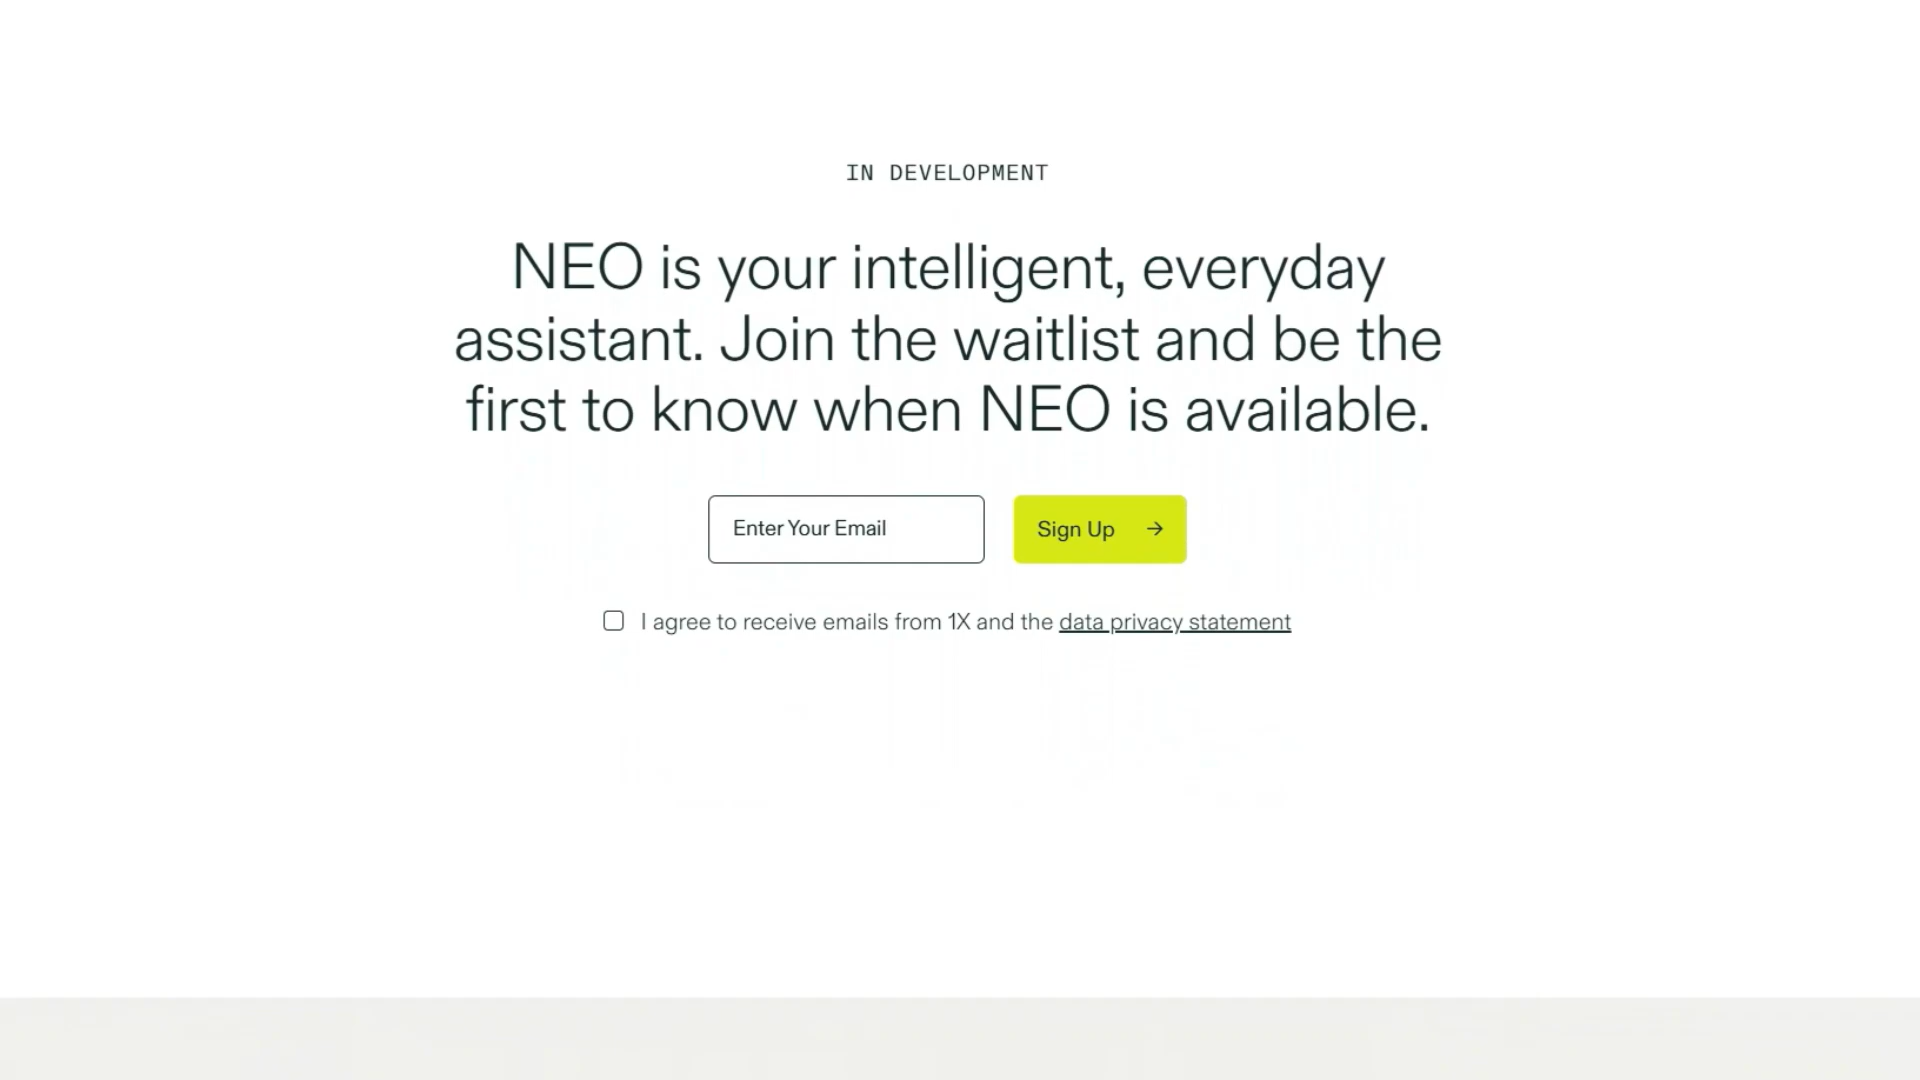 IN DEVELOPMENT
NEO is your intelligent, everyday
assistant. Join the waitlist and be the
first to know when NEO is available.
Enter Your Email
Sign Up →
I agree to receive emails from 1X and the data privacy statement